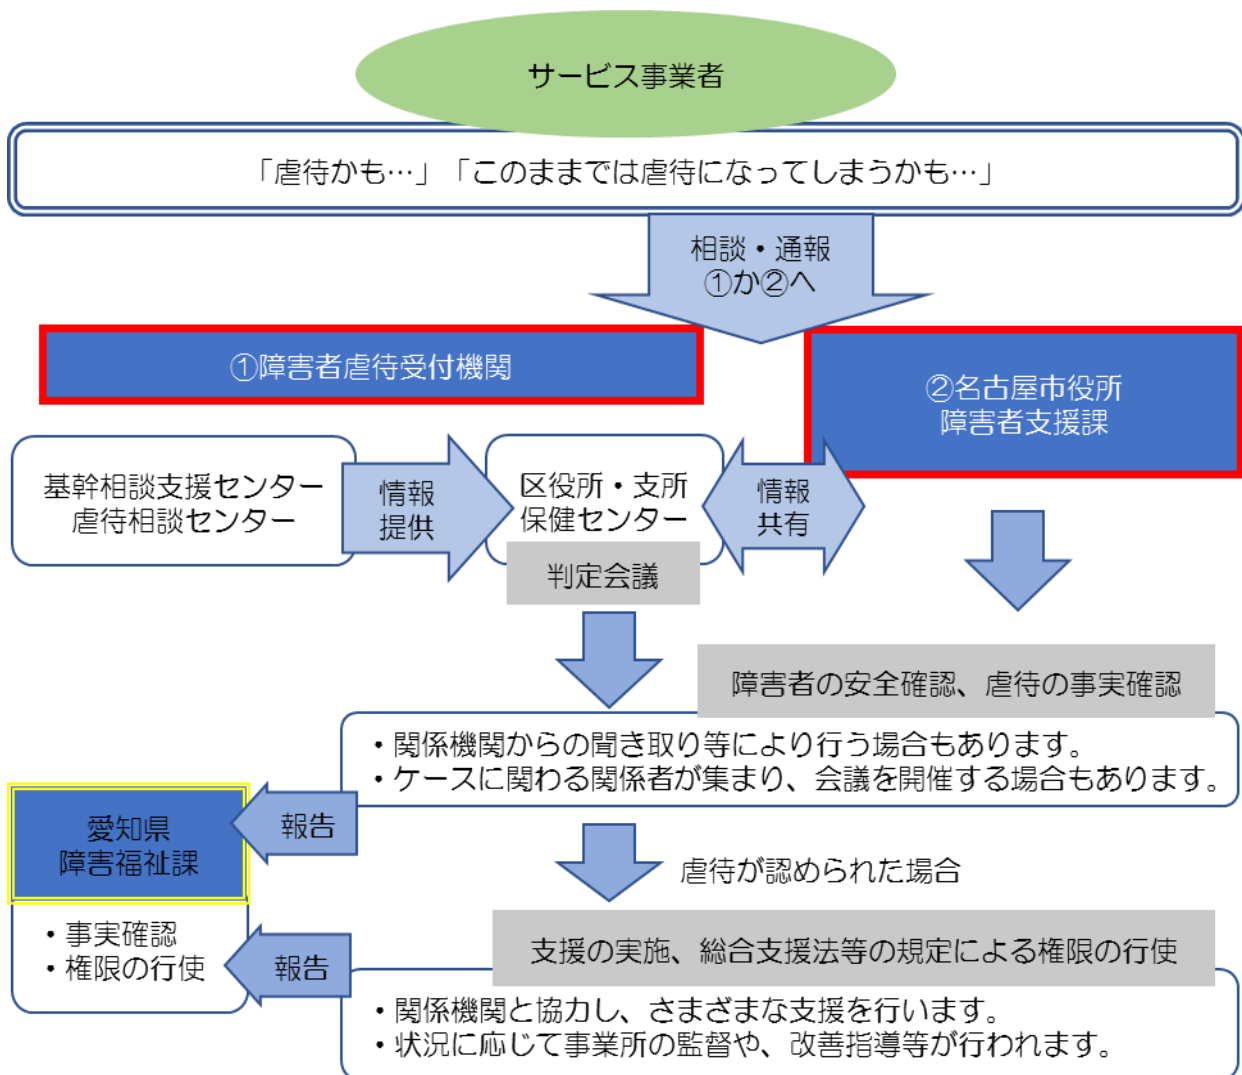 サービス事業者
「虐待かも…」「このままでは虐待になってしまうかも…」
相談・通報
①か②へ
①障害者虐待受付機関
②名古屋市役所
障害者支援課
基幹相談支援センター
虐待相談センター
情報
提供
区役所・支所
保健センター
情報
共有
判定会議
障害者の安全確認、虐待の事実確認
・関係機関からの聞き取り等により行う場合もあります。
・ケースに関わる関係者が集まり、会議を開催する場合もあります。
報告
愛知県
障害福祉課
虐待が認められた場合
・事実確認
・権限の行使
報告
支援の実施、総合支援法等の規定による権限の行使
・関係機関と協力し、さまざまな支援を行います。
・状況に応じて事業所の監督や、改善指導等が行われます。